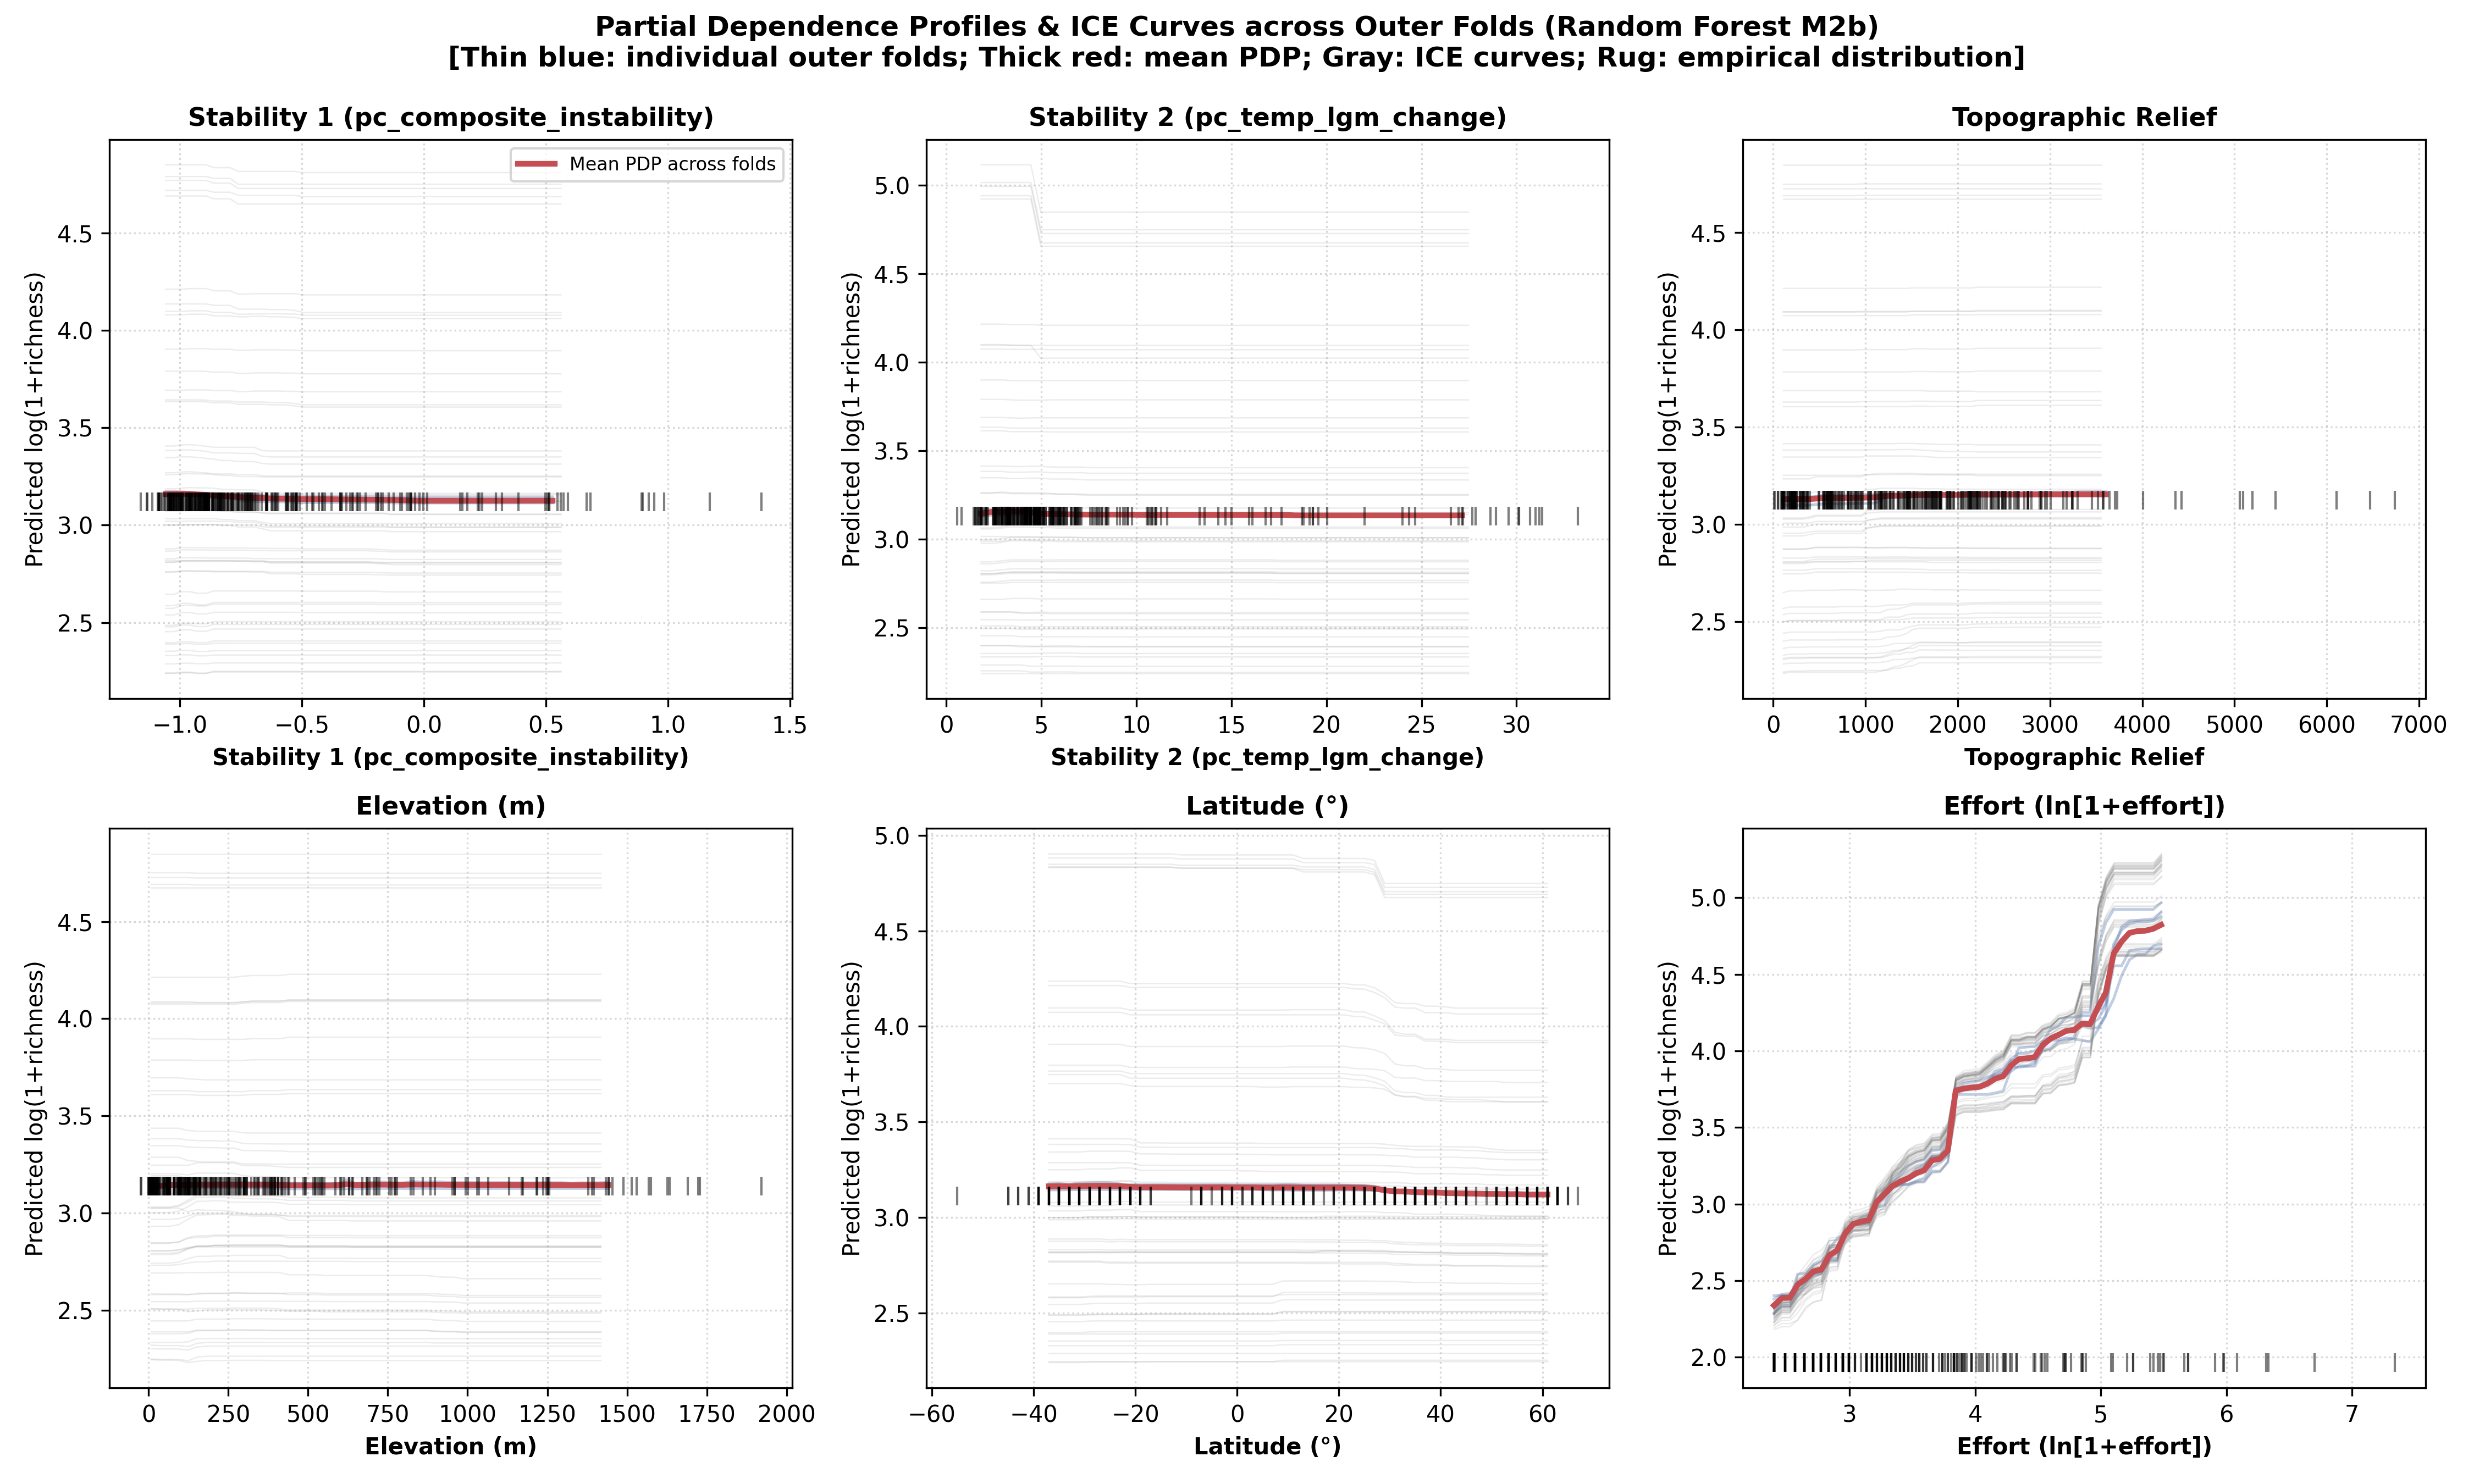 Partial Dependence Profiles & ICE Curves across Outer Folds (Random Forest M2b)
[Thin blue: individual outer folds; Thick red: mean PDP; Gray: ICE curves; Rug: empirical distribution]
Stability 1 (pc_composite_instability)
Mean PDP across folds
Predicted log(1+richness)
4.5
4.0
3.5
3.0
2.5
−1.0 −0.5 0.0 0.5 1.0 1.5
Stability 1 (pc_composite_instability)
Stability 2 (pc_temp_lgm_change)
Predicted log(1+richness)
5.0
4.5
4.0
3.5
3.0
2.5
0 5 10 15 20 25 30
Stability 2 (pc_temp_lgm_change)
Topographic Relief
Predicted log(1+richness)
4.5
4.0
3.5
3.0
2.5
0 1000 2000 3000 4000 5000 6000 7000
Topographic Relief
Elevation (m)
Predicted log(1+richness)
4.5
4.0
3.5
3.0
2.5
0 250 500 750 1000 1250 1500 1750 2000
Elevation (m)
Latitude (°)
Predicted log(1+richness)
5.0
4.5
4.0
3.5
3.0
2.5
−60 −40 −20 0 20 40 60
Latitude (°)
Effort (ln[1+effort])
Predicted log(1+richness)
5.0
4.5
4.0
3.5
3.0
2.5
2.0
3 4 5 6 7
Effort (ln[1+effort])